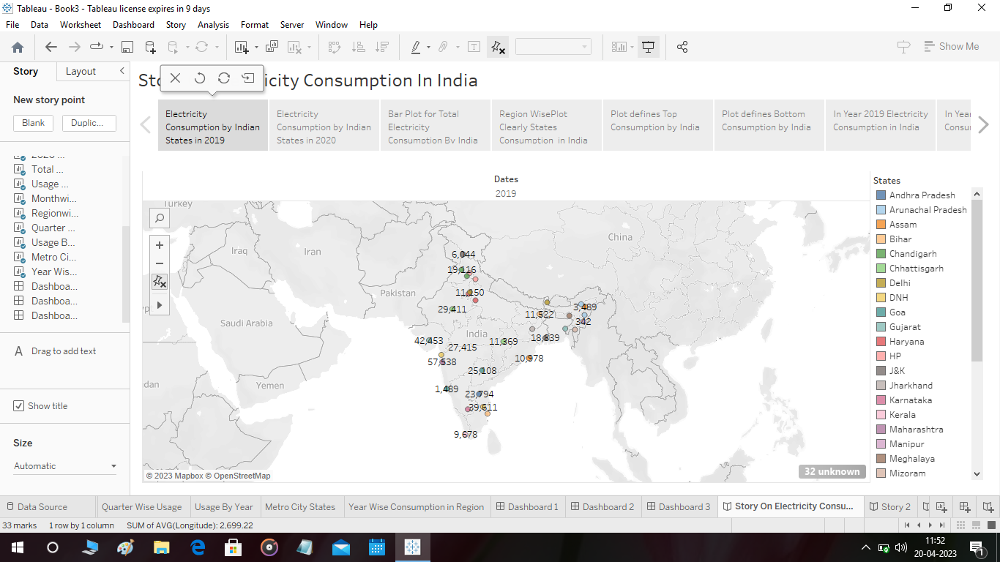 Tableau - Book3 - Tableau license expires in 9 days
File Data Worksheet Dashboard Story Analysis Format Server Window Help
Show Me
Story Layout
New story point
Blank Duplic...
Total ...
Usage ...
Monthwi...
Regionwi...
Quarter ...
Usage B...
Metro Ci...
Year Wis...
Dashboa...
Dashboa...
Dashboa...
Drag to add text
Show title
Size
Automatic
icity Consumption In India
Electricity
Consumption by Indian
States in 2019
Electricity
Consumption by Indian
States in 2020
Bar Plot for Total
Electricity
Consumption By India
Region WisePlot
Clearly States
Consumption in India
Plot defines Top
Consumption by India
Plot defines Bottom
Consumption by India
In Year 2019 Electricity
Consumption in India
In Year
Consum
Dates
2019
Turkey
China
Iraq
Iran
6,044
19,116
Pakistan
11,150
29,411
3,489
11,522
342
Saudi Arabia
India
18,839
42,453
11,369
27,415
57,638
10,978
25,108
Yemen
1,489
23,794
39,611
9,678
dan
32 unknown
© 2023 Mapbox © OpenStreetMap
States
Andhra Pradesh
Arunachal Pradesh
Assam
Bihar
Chandigarh
Chhattisgarh
Delhi
DNH
Goa
Gujarat
Haryana
HP
J&K
Jharkhand
Karnataka
Kerala
Maharashtra
Manipur
Meghalaya
Mizoram
Data Source Quarter Wise Usage Usage By Year Metro City States Year Wise Consumption in Region Dashboard 1 Dashboard 2 Dashboard 3 Story On Electricity Consu... Story 2
33 marks 1 row by 1 column SUM of AVG(Longitude): 2,699.22
11:52
20-04-2023
1